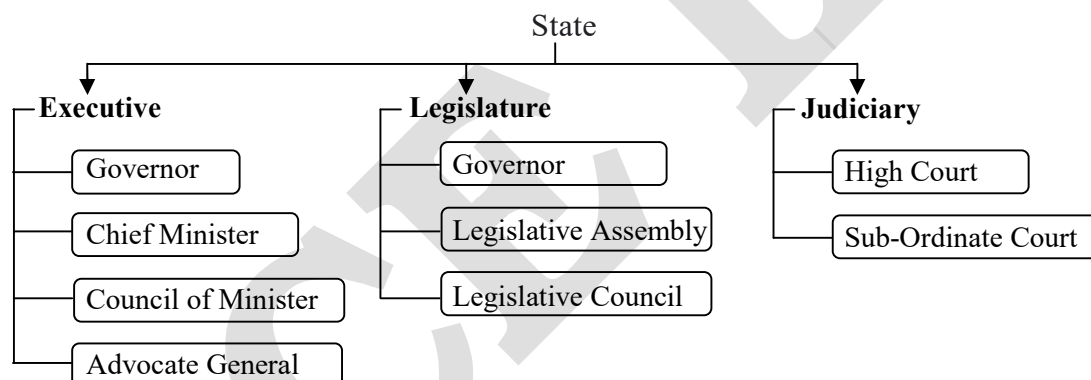 State
Executive
Legislature
Judiciary
Governor
Governor
High Court
Chief Minister
Legislative Assembly
Sub-Ordinate Court
Council of Minister
Legislative Council
Advocate General